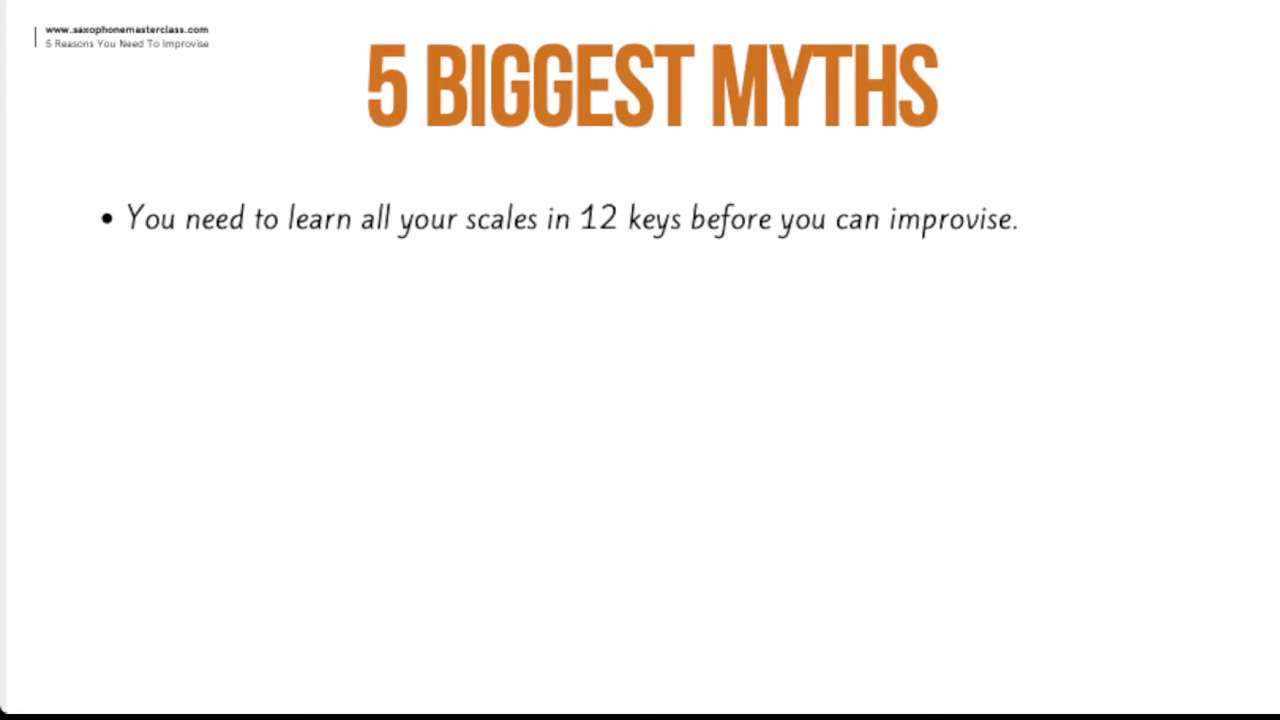 www.saxophonemasterclass.com
5 Reasons You Need To Improvise
5 BIGGEST MYTHS
• You need to learn all your scales in 12 keys before you can improvise.